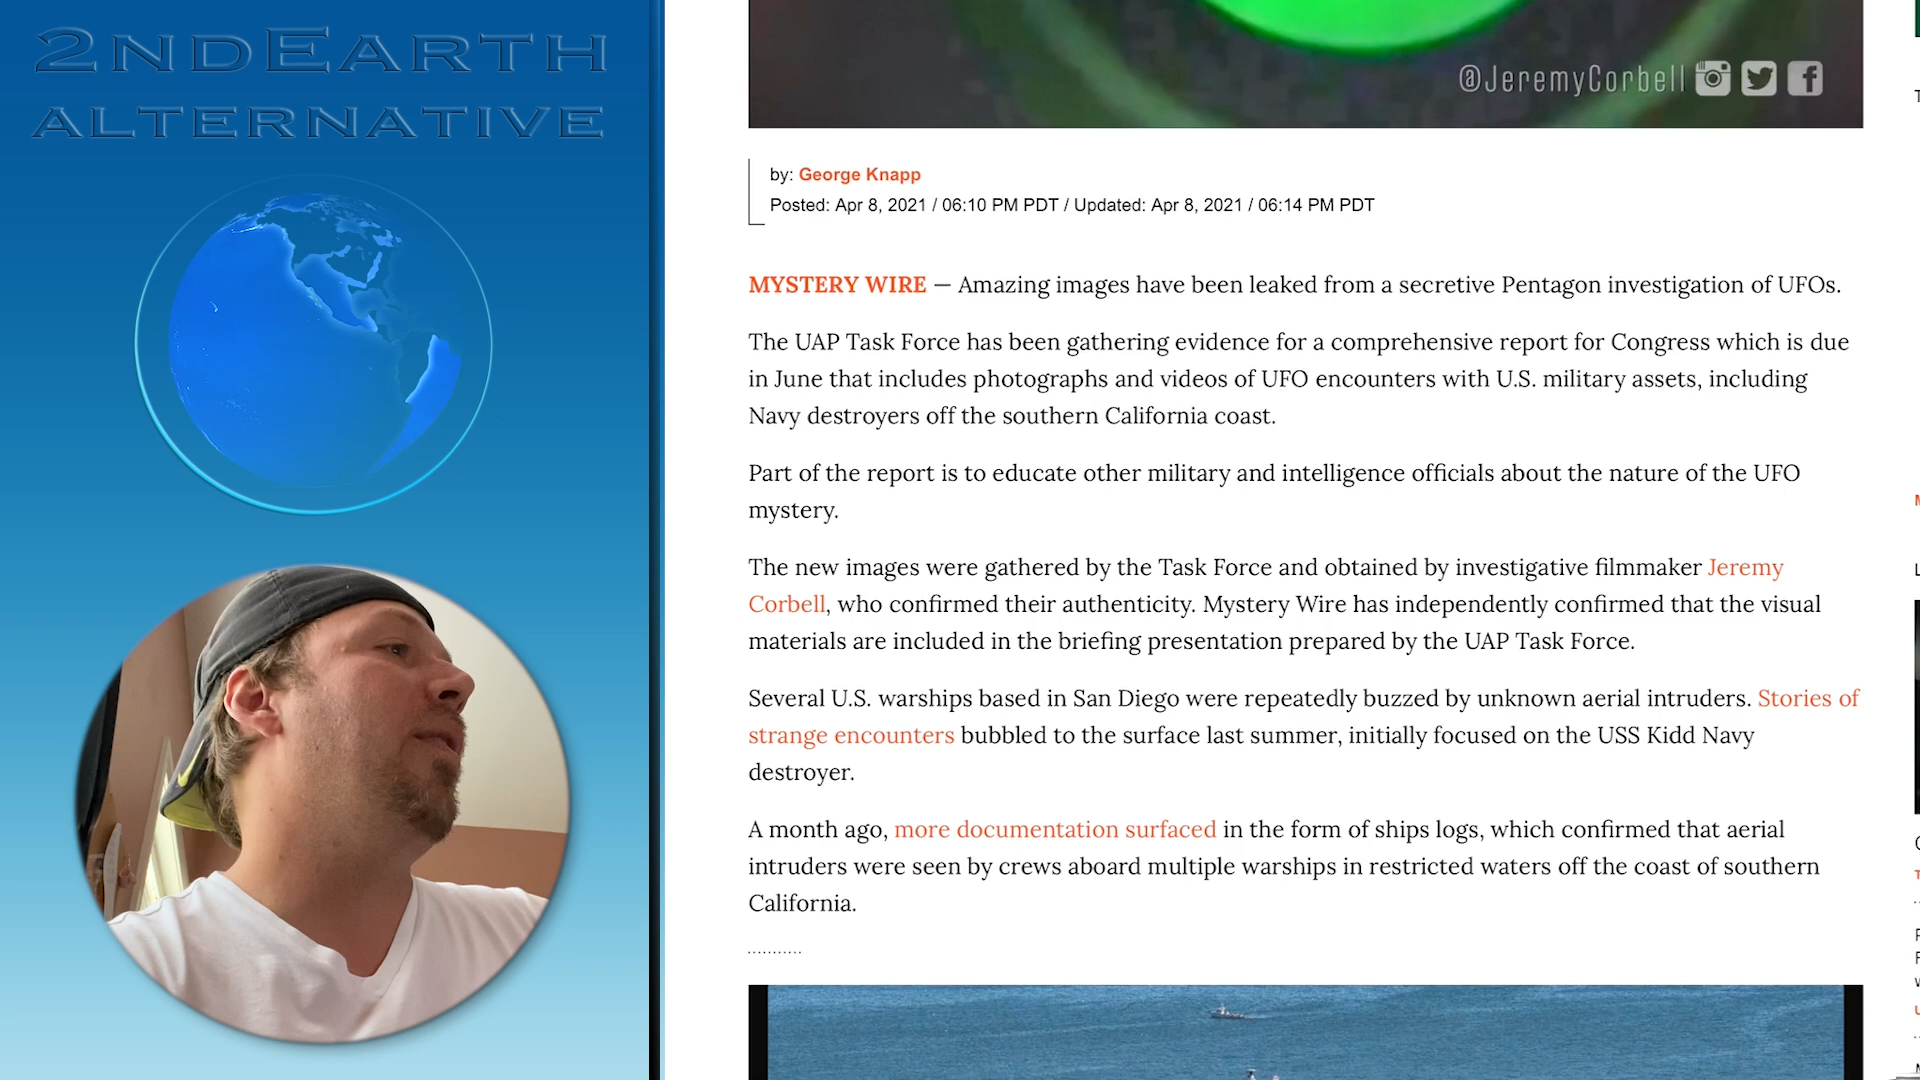 2NDEARTH
ALTERNATIVE
@JeremyCorbell
by: George Knapp
Posted: Apr 8, 2021 / 06:10 PM PDT / Updated: Apr 8, 2021 / 06:14 PM PDT
MYSTERY WIRE — Amazing images have been leaked from a secretive Pentagon investigation of UFOs.
The UAP Task Force has been gathering evidence for a comprehensive report for Congress which is due
in June that includes photographs and videos of UFO encounters with U.S. military assets, including
Navy destroyers off the southern California coast.
Part of the report is to educate other military and intelligence officials about the nature of the UFO
mystery.
The new images were gathered by the Task Force and obtained by investigative filmmaker Jeremy
Corbell, who confirmed their authenticity. Mystery Wire has independently confirmed that the visual
materials are included in the briefing presentation prepared by the UAP Task Force.
Several U.S. warships based in San Diego were repeatedly buzzed by unknown aerial intruders. Stories of
strange encounters bubbled to the surface last summer, initially focused on the USS Kidd Navy
destroyer.
A month ago, more documentation surfaced in the form of ships logs, which confirmed that aerial
intruders were seen by crews aboard multiple warships in restricted waters off the coast of southern
California.